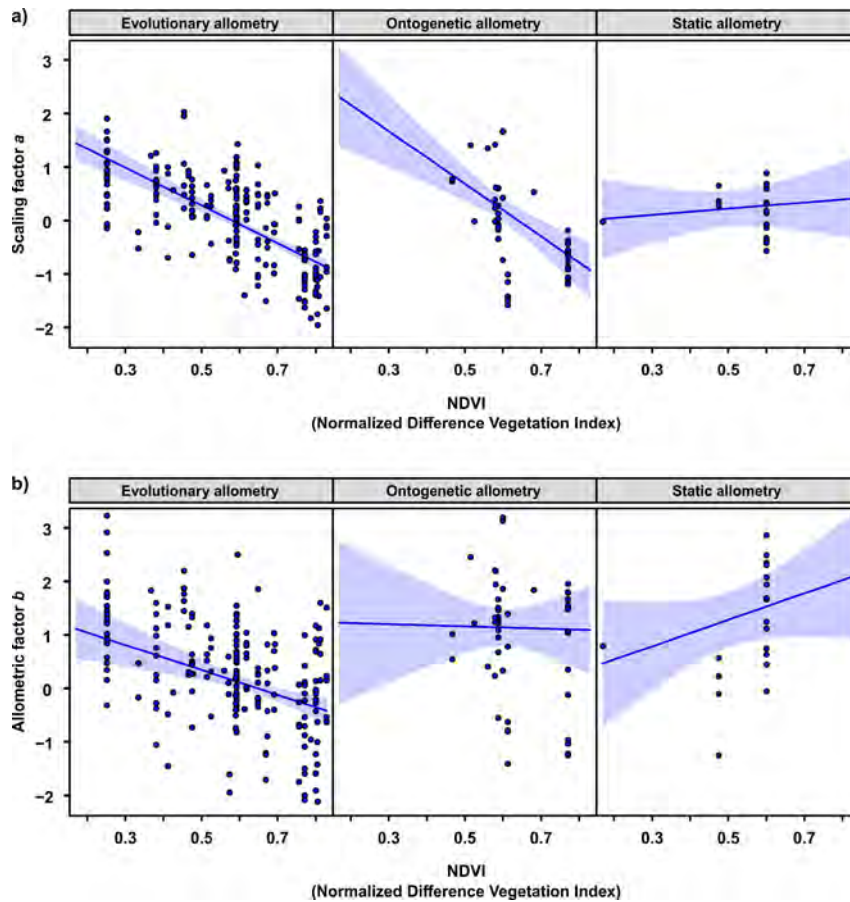 a)
Evolutionary allometry Ontogenetic allometry Static allometry
Scaling factor a
3
2
1
0
−1
−2
0.3 0.5 0.7 0.3 0.5 0.7 0.3 0.5 0.7
NDVI
(Normalized Difference Vegetation Index)
b)
Evolutionary allometry Ontogenetic allometry Static allometry
Allometric factor b
3
2
1
0
−1
−2
0.3 0.5 0.7 0.3 0.5 0.7 0.3 0.5 0.7
NDVI
(Normalized Difference Vegetation Index)